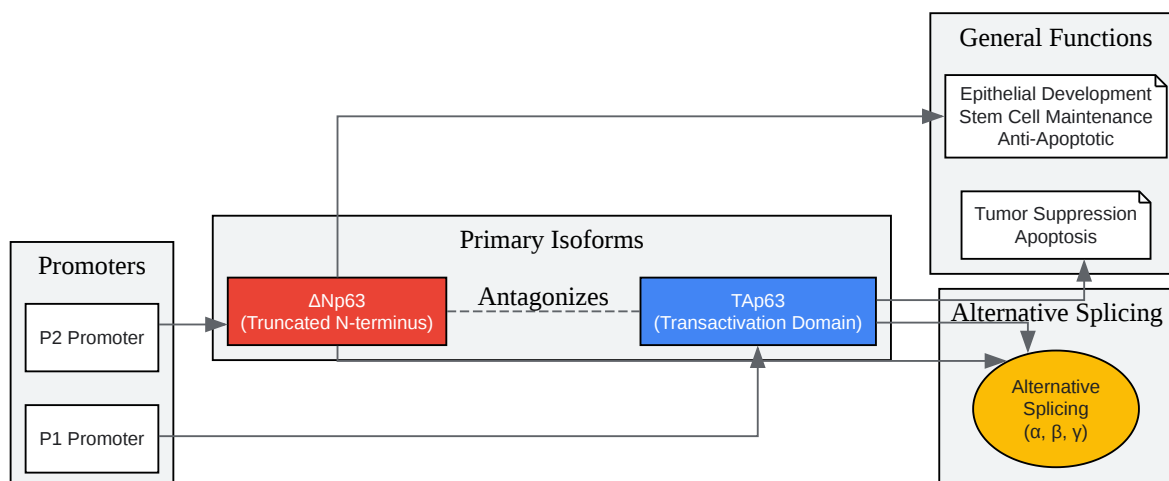 General Functions
Epithelial Development
Stem Cell Maintenance
Anti-Apoptotic
Tumor Suppression
Apoptosis
Primary Isoforms
Promoters
ΔNp63
(Truncated N-terminus)
Antagonizes
TAp63
(Transactivation Domain)
P2 Promoter
P1 Promoter
Alternative Splicing
Alternative
Splicing
(α, β, γ)